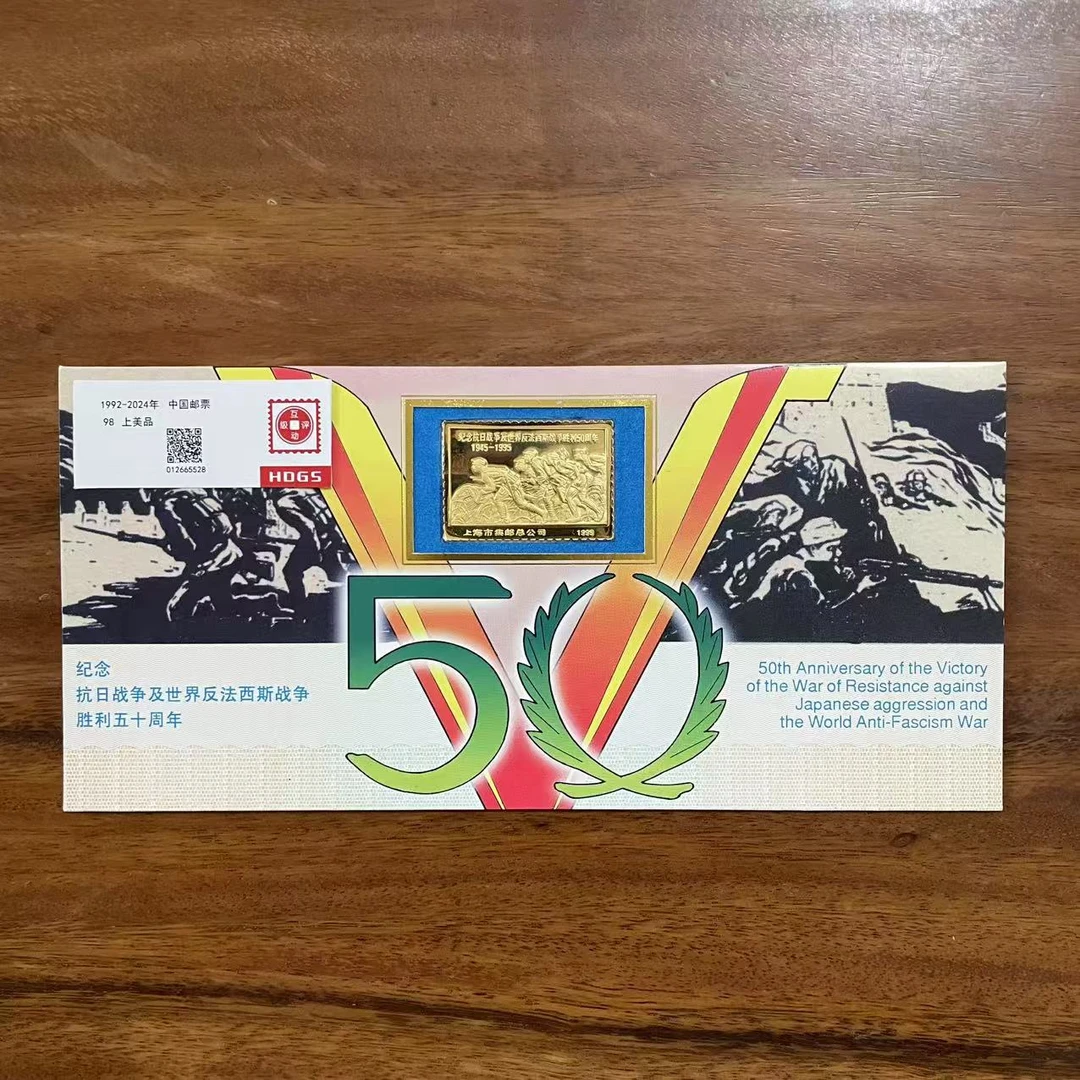 1992-2024年 中国邮票
98 上美品
012665528
互
级 评
动
HDGS
纪念抗日战争及世界反法西斯战争胜利50周年
1945-1995
上海市集邮总公司 1995
50
纪念
抗日战争及世界反法西斯战争
胜利五十周年
50th Anniversary of the Victory
of the War of Resistance against
Japanese aggression and
the World Anti-Fascism War